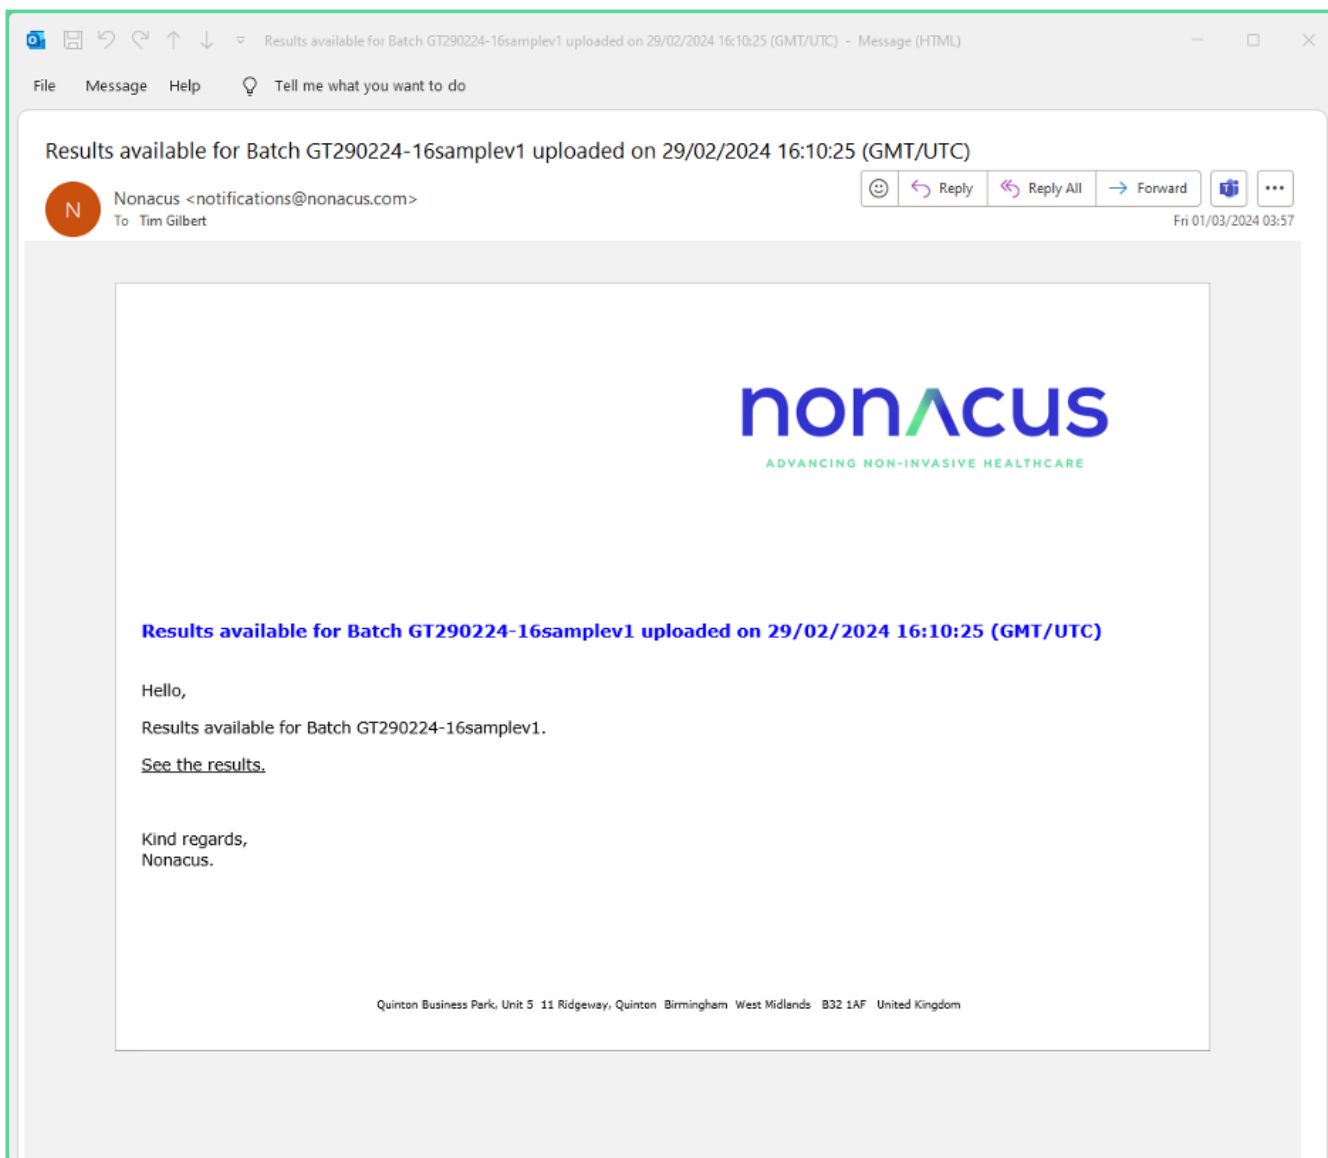 Results available for Batch GT290224-16samplev1 uploaded on 29/02/2024 16:10:25 (GMT/UTC) - Message (HTML)
File Message Help Tell me what you want to do
Results available for Batch GT290224-16samplev1 uploaded on 29/02/2024 16:10:25 (GMT/UTC)
N
Nonacus <notifications@nonacus.com>
To Tim Gilbert
Reply Reply All Forward
Fri 01/03/2024 03:57
nonacus
ADVANCING NON-INVASIVE HEALTHCARE
Results available for Batch GT290224-16samplev1 uploaded on 29/02/2024 16:10:25 (GMT/UTC)
Hello,
Results available for Batch GT290224-16samplev1.
See the results.
Kind regards,
Nonacus.
Quinton Business Park, Unit 5 11 Ridgeway, Quinton Birmingham West Midlands B32 1AF United Kingdom